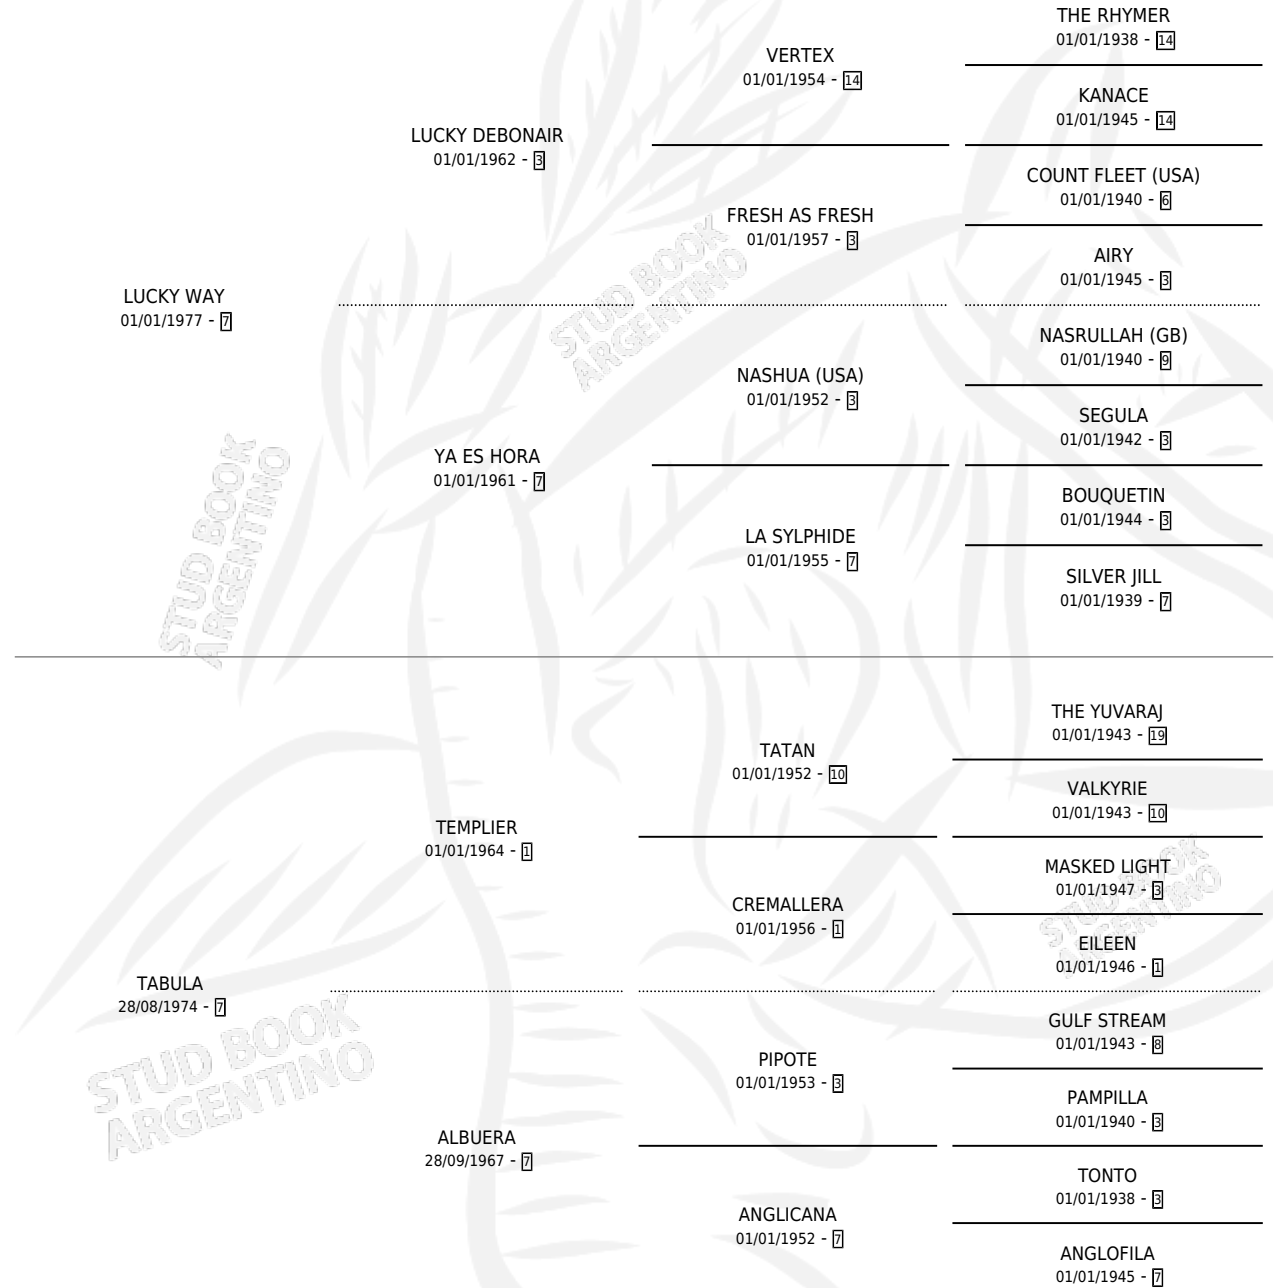 THE RHYMER
01/01/1938 - 14
VERTEX
01/01/1954 - 14
KANACE
01/01/1945 - 14
LUCKY DEBONAIR
01/01/1962 - 3
COUNT FLEET (USA)
01/01/1940 - 6
FRESH AS FRESH
01/01/1957 - 3
AIRY
01/01/1945 - 3
LUCKY WAY
01/01/1977 - 7
STUD BOOK
ARGENTINO
NASRULLAH (GB)
01/01/1940 - 9
NASHUA (USA)
01/01/1952 - 3
SEGULA
01/01/1942 - 3
YA ES HORA
01/01/1961 - 7
BOUQUETIN
01/01/1944 - 3
LA SYLPHIDE
01/01/1955 - 7
SILVER JILL
01/01/1939 - 7
STUD BOOK
ARGENTINO
THE YUVARAJ
01/01/1943 - 19
TATAN
01/01/1952 - 10
VALKYRIE
01/01/1943 - 10
TEMPLIER
01/01/1964 - 1
MASKED LIGHT
01/01/1947 - 3
CREMALLERA
01/01/1956 - 1
EILEEN
01/01/1946 - 1
STUD BOOK
ARGENTINO
TABULA
28/08/1974 - 7
GULF STREAM
01/01/1943 - 8
PIPOTE
01/01/1953 - 3
PAMPILLA
01/01/1940 - 3
STUD BOOK
ARGENTINO
ALBUERA
28/09/1967 - 7
TONTO
01/01/1938 - 3
ANGLICANA
01/01/1952 - 7
ANGLOFILA
01/01/1945 - 7